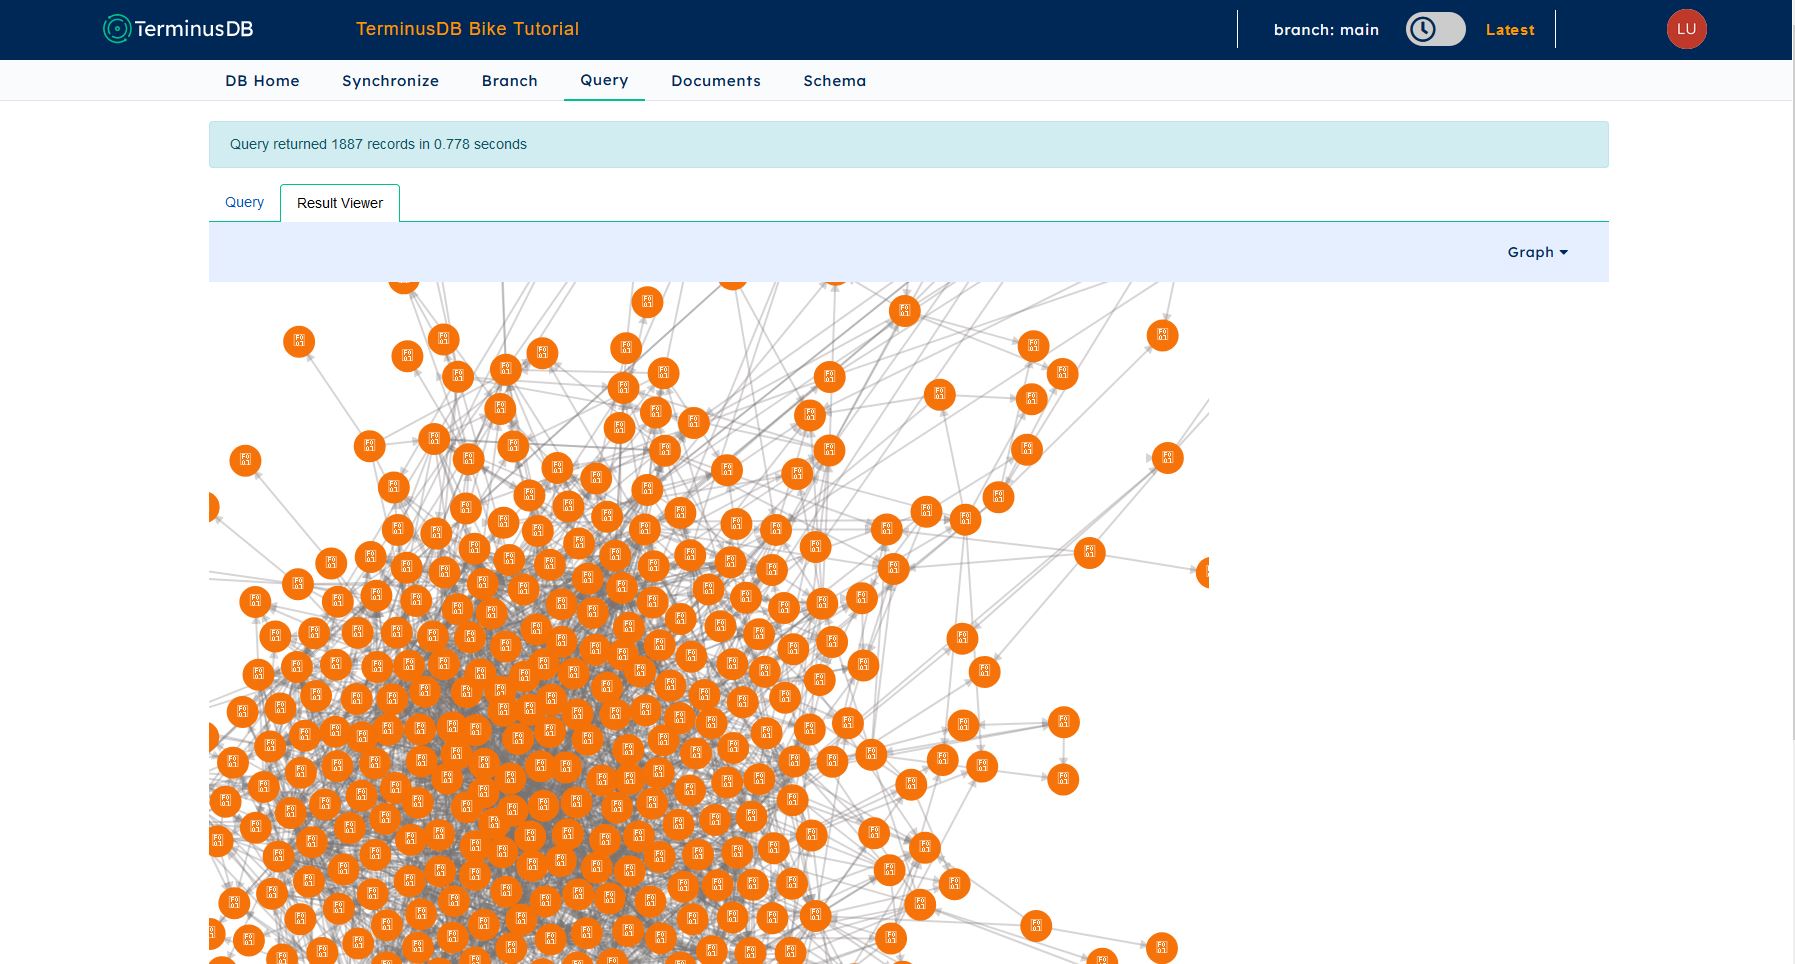 TerminusDB
TerminusDB Bike Tutorial
branch: main
Latest
LU
DB Home
Synchronize
Branch
Query
Documents
Schema
Query returned 1887 records in 0.778 seconds
Query
Result Viewer
Graph